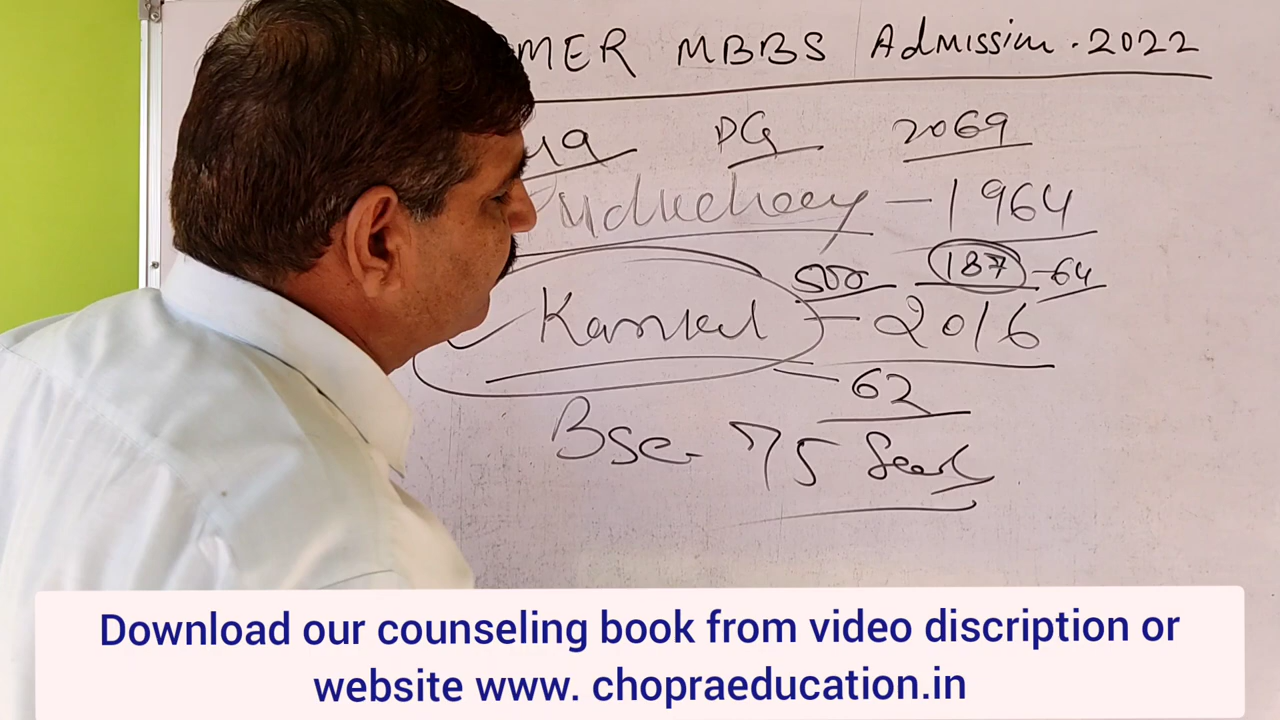 MER MBBS Admission. 2022
PG 2069
Puducherry - 1964
500 187 - 64
2016
62
Bsc - 75 Seat
Download our counseling book from video discription or
website www. chopraeducation.in